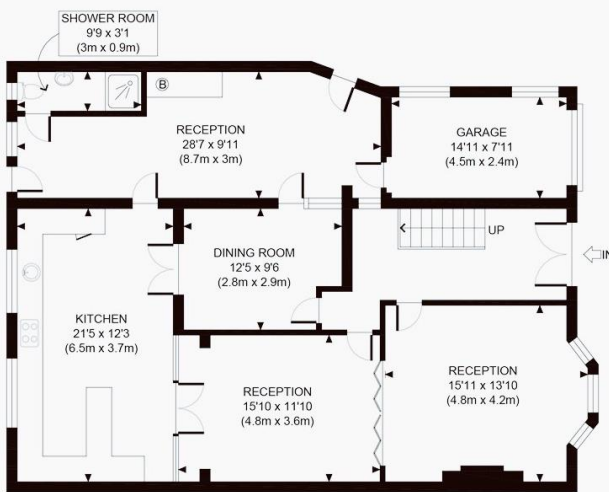 SHOWER ROOM
9'9 x 3'1
(3m x 0.9m)
B
RECEPTION
28'7 x 9'11
(8.7m x 3m)
GARAGE
14'11 x 7'11
(4.5m x 2.4m)
UP
IN
DINING ROOM
12'5 x 9'6
(2.8m x 2.9m)
KITCHEN
21'5 x 12'3
(6.5m x 3.7m)
RECEPTION
15'10 x 11'10
(4.8m x 3.6m)
RECEPTION
15'11 x 13'10
(4.8m x 4.2m)